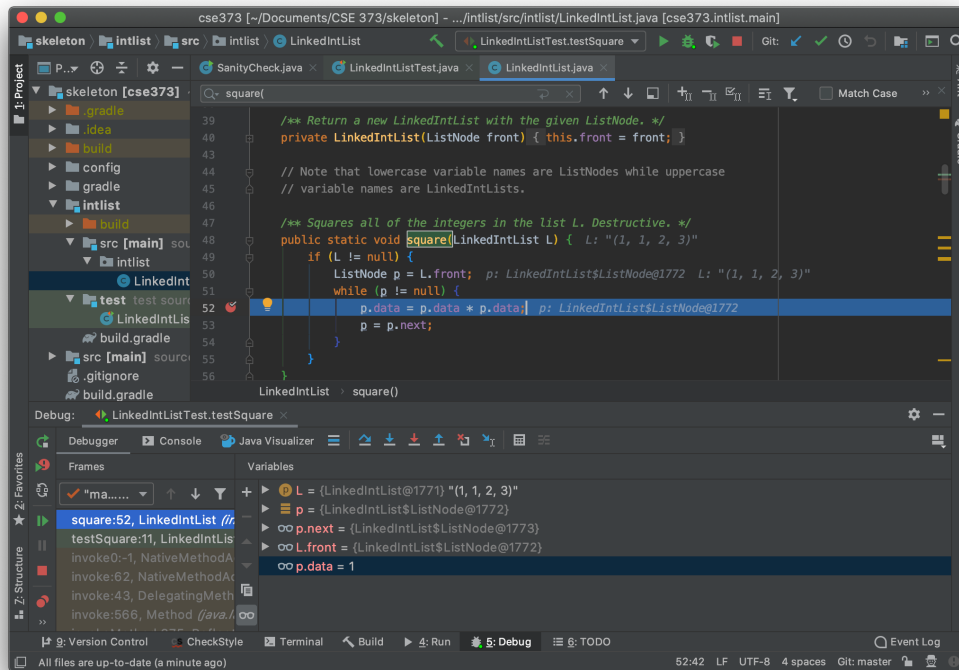 cse373 [~/Documents/CSE 373/skeleton] - .../intlist/src/intlist/LinkedIntList.java [cse373.intlist.main]
skeleton intlist src intlist LinkedIntList LinkedIntListTest.testSquare Git:
1: Project P... SanityCheck.java LinkedIntListTest.java LinkedIntList.java
skeleton [cse373]
.gradle
.idea
build
config
gradle
intlist
build
src [main] sou
intlist
LinkedInt
test test sourc
LinkedIntLis
build.gradle
src [main] source
.gitignore
build.gradle
square( Match Case
39 /** Return a new LinkedIntList with the given ListNode. */
40 private LinkedIntList(ListNode front) { this.front = front; }
43
44 // Note that lowercase variable names are ListNodes while uppercase
45 // variable names are LinkedIntLists.
46
47 /** Squares all of the integers in the list L. Destructive. */
48 public static void square(LinkedIntList L) { L: "(1, 1, 2, 3)"
49 if (L != null) {
50 ListNode p = L.front; p: LinkedIntList$ListNode@1772 L: "(1, 1, 2, 3)"
51 while (p != null) {
52 p.data = p.data * p.data; p: LinkedIntList$ListNode@1772
53 p = p.next;
54 }
55 }
56 }
LinkedIntList › square()
Debug: LinkedIntListTest.testSquare
Debugger Console Java Visualizer
Frames
"ma...
square:52, LinkedIntList (in
testSquare:11, LinkedIntLis
invoke0:-1, NativeMethodA
invoke:62, NativeMethodAc
invoke:43, DelegatingMeth
invoke:566, Method (java.l
Variables
L = {LinkedIntList@1771} "(1, 1, 2, 3)"
p = {LinkedIntList$ListNode@1772}
p.next = {LinkedIntList$ListNode@1773}
L.front = {LinkedIntList$ListNode@1772}
p.data = 1
2: Favorites
Z: Structure
9: Version Control CheckStyle Terminal Build 4: Run 5: Debug 6: TODO Event Log
All files are up-to-date (a minute ago) 52:42 LF UTF-8 4 spaces Git: master